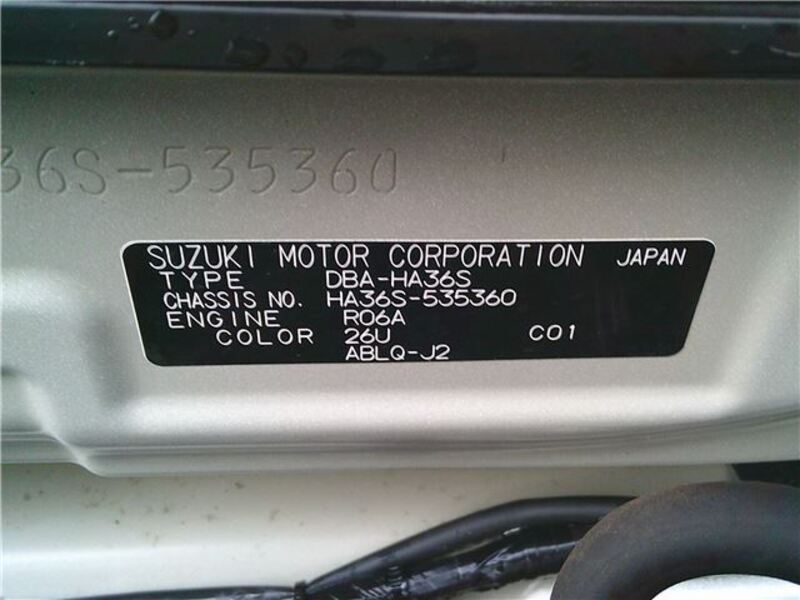 36S-535360
SUZUKI MOTOR CORPORATION JAPAN
TYPE DBA-HA36S
CHASSIS NO. HA36S-535360
ENGINE R06A
COLOR 26U C01
ABLQ-J2